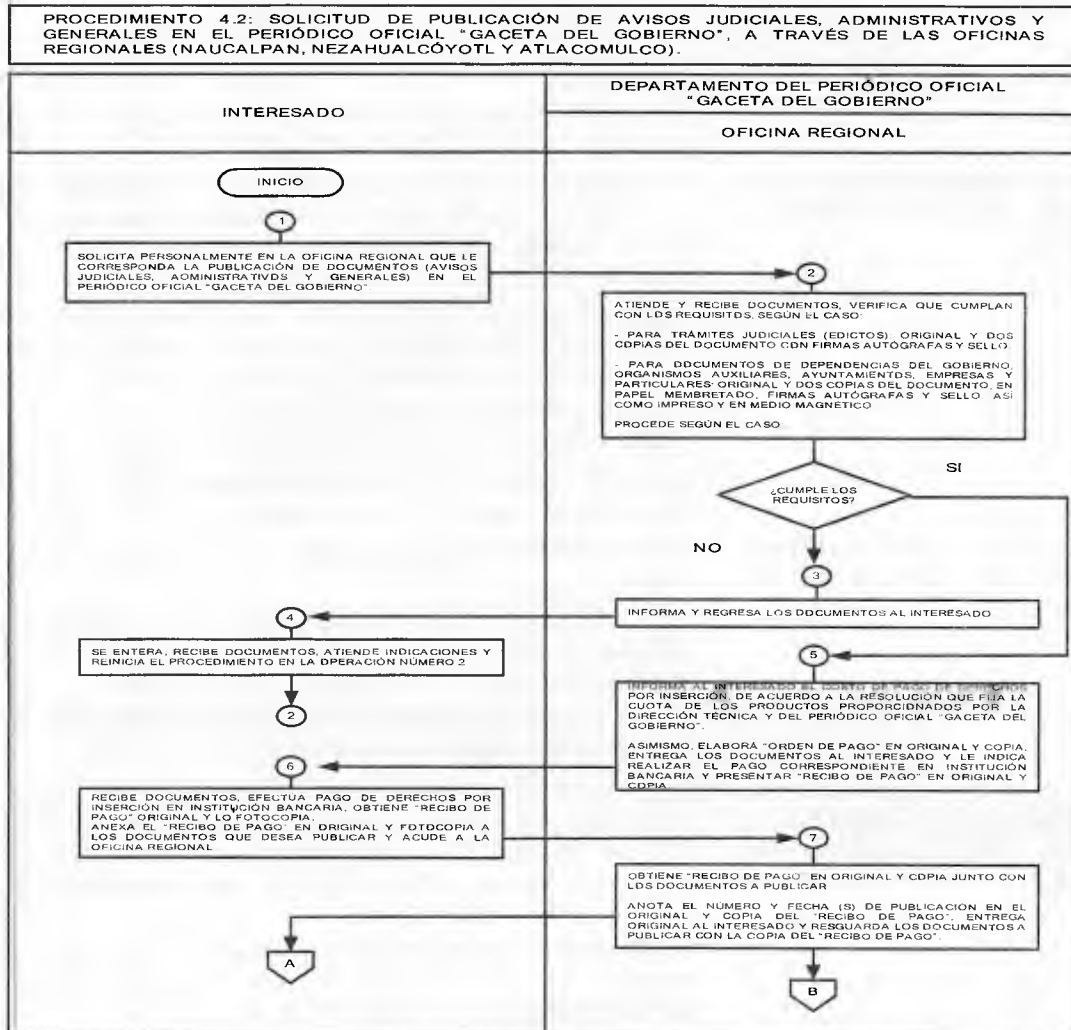 PROCEDIMIENTO 4.2: SOLICITUD DE PUBLICACIÓN DE AVISOS JUDICIALES, ADMINISTRATIVOS Y
GENERALES EN EL PERIÓDICO OFICIAL "GACETA DEL GOBIERNO", A TRAVÉS DE LAS OFICINAS
REGIONALES (NAUCALPAN, NEZAHUALCÓYOTL Y ATLACOMULCO).
INTERESADO
DEPARTAMENTO DEL PERIÓDICO OFICIAL
"GACETA DEL GOBIERNO"
OFICINA REGIONAL
INICIO
1
SOLICITA PERSONALMENTE EN LA OFICINA REGIONAL QUE LE
CORRESPONDA LA PUBLICACIÓN DE DOCUMENTOS (AVISOS
JUDICIALES, ADMINISTRATIVOS Y GENERALES) EN EL
PERIÓDICO OFICIAL "GACETA DEL GOBIERNO".
2
ATIENDE Y RECIBE DOCUMENTOS, VERIFICA QUE CUMPLAN
CON LOS REQUISITOS, SEGÚN EL CASO:
- PARA TRÁMITES JUDICIALES (EDICTOS): ORIGINAL Y DOS
COPIAS DEL DOCUMENTO CON FIRMAS AUTÓGRAFAS Y SELLO.
- PARA DOCUMENTOS DE DEPENDENCIAS DEL GOBIERNO,
ORGANISMOS AUXILIARES, AYUNTAMIENTOS, EMPRESAS Y
PARTICULARES: ORIGINAL Y DOS COPIAS DEL DOCUMENTO, EN
PAPEL MEMBRETADO, FIRMAS AUTÓGRAFAS Y SELLO. ASÍ
COMO IMPRESO Y EN MEDIO MAGNÉTICO
PROCEDE SEGÚN EL CASO.
¿CUMPLE LOS
REQUISITOS?
SI
NO
3
INFORMA Y REGRESA LOS DOCUMENTOS AL INTERESADO
4
SE ENTERA, RECIBE DOCUMENTOS, ATIENDE INDICACIONES Y
REINICIA EL PROCEDIMIENTO EN LA OPERACIÓN NÚMERO 2
2
5
INFORMA AL INTERESADO EL COSTO DE PAGO DE DERECHOS
POR INSERCIÓN, DE ACUERDO A LA RESOLUCIÓN QUE FIJA LA
CUOTA DE LOS PRODUCTOS PROPORCIONADOS POR LA
DIRECCIÓN TÉCNICA Y DEL PERIÓDICO OFICIAL "GACETA DEL
GOBIERNO".
ASIMISMO, ELABORA "ORDEN DE PAGO" EN ORIGINAL Y COPIA,
ENTREGA LOS DOCUMENTOS AL INTERESADO Y LE INDICA
REALIZAR EL PAGO CORRESPONDIENTE EN INSTITUCIÓN
BANCARIA Y PRESENTAR "RECIBO DE PAGO" EN ORIGINAL Y
COPIA.
6
RECIBE DOCUMENTOS, EFECTUA PAGO DE DERECHOS POR
INSERCIÓN EN INSTITUCIÓN BANCARIA, OBTIENE "RECIBO DE
PAGO" ORIGINAL Y LO FOTOCOPIA.
ANEXA EL "RECIBO DE PAGO" EN ORIGINAL Y FOTOCOPIA A
LOS DOCUMENTOS QUE DESEA PUBLICAR Y ACUDE A LA
OFICINA REGIONAL.
7
OBTIENE "RECIBO DE PAGO" EN ORIGINAL Y COPIA JUNTO CON
LOS DOCUMENTOS A PUBLICAR
ANOTA EL NÚMERO Y FECHA (S) DE PUBLICACIÓN EN EL
ORIGINAL Y COPIA DEL "RECIBO DE PAGO", ENTREGA
ORIGINAL AL INTERESADO Y RESGUARDA LOS DOCUMENTOS A
PUBLICAR CON LA COPIA DEL "RECIBO DE PAGO".
A
B